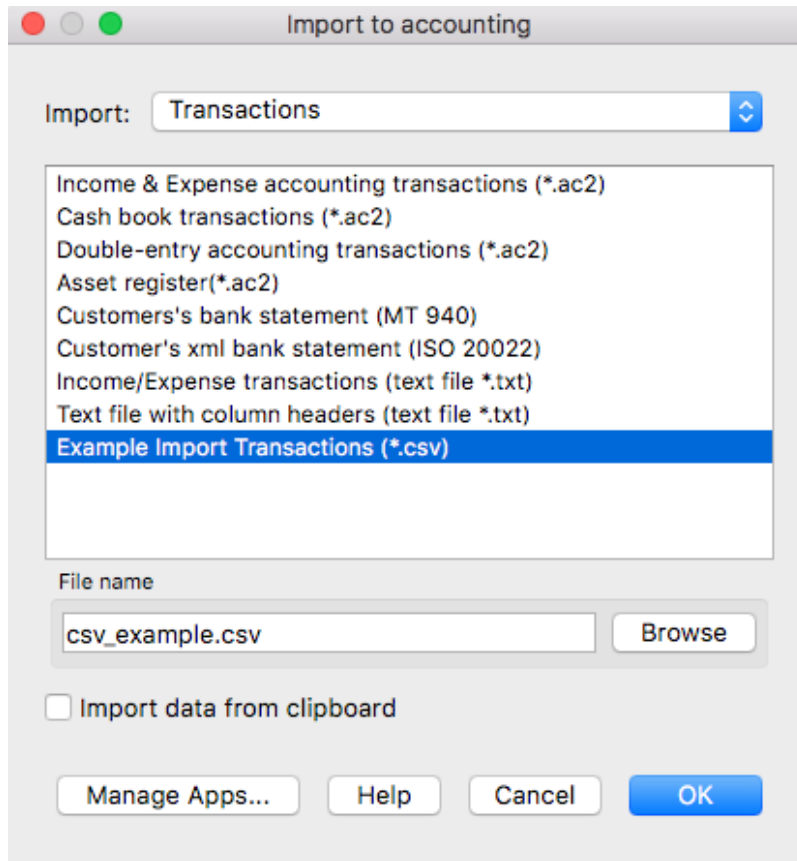 Import to accounting
Import: Transactions
Income & Expense accounting transactions (*.ac2)
Cash book transactions (*.ac2)
Double-entry accounting transactions (*.ac2)
Asset register(*.ac2)
Customers's bank statement (MT 940)
Customer's xml bank statement (ISO 20022)
Income/Expense transactions (text file *.txt)
Text file with column headers (text file *.txt)
Example Import Transactions (*.csv)
File name
csv_example.csv Browse
Import data from clipboard
Manage Apps... Help Cancel OK